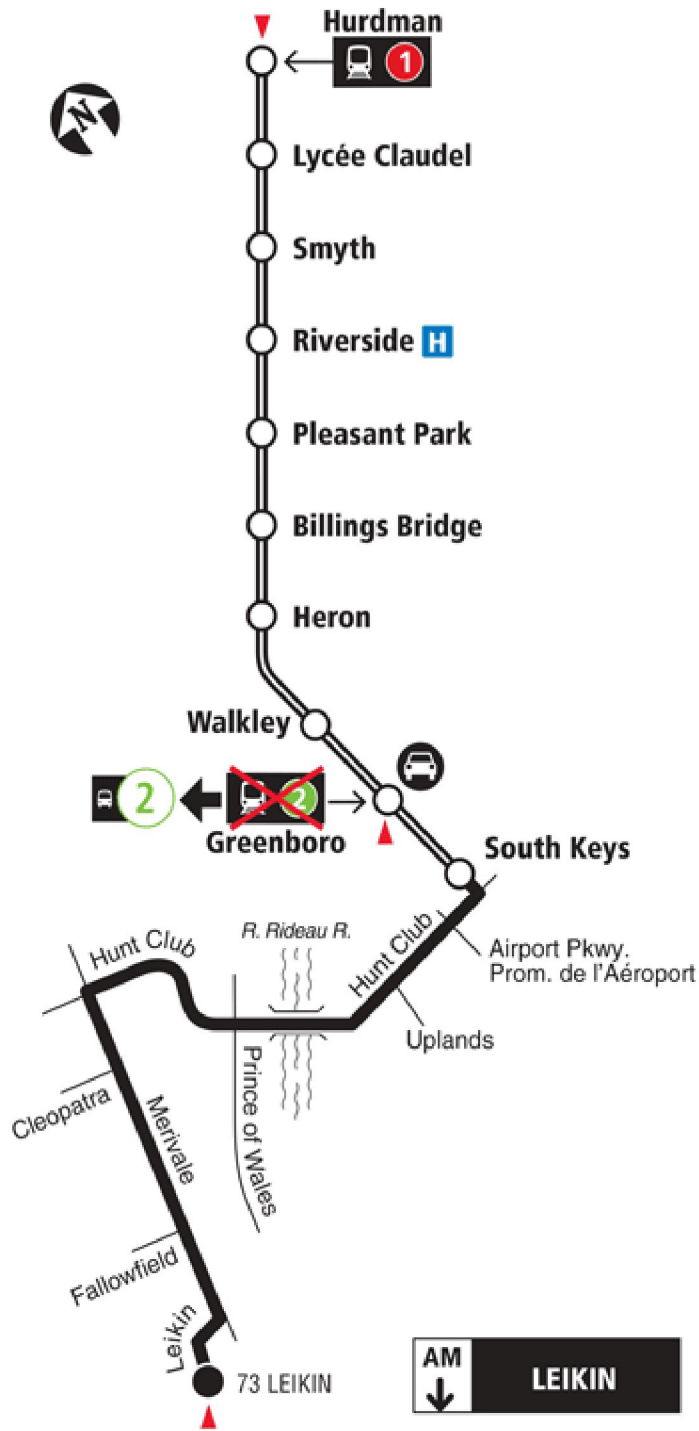 Hurdman
1
N
Lycée Claudel
Smyth
Riverside H
Pleasant Park
Billings Bridge
Heron
Walkley
2
2
Greenboro
South Keys
Hunt Club
R. Rideau R.
Hunt Club
Airport Pkwy.
Prom. de l'Aéroport
Uplands
Prince of Wales
Cleopatra
Merivale
Fallowfield
Leikin
73 LEIKIN
AM
LEIKIN